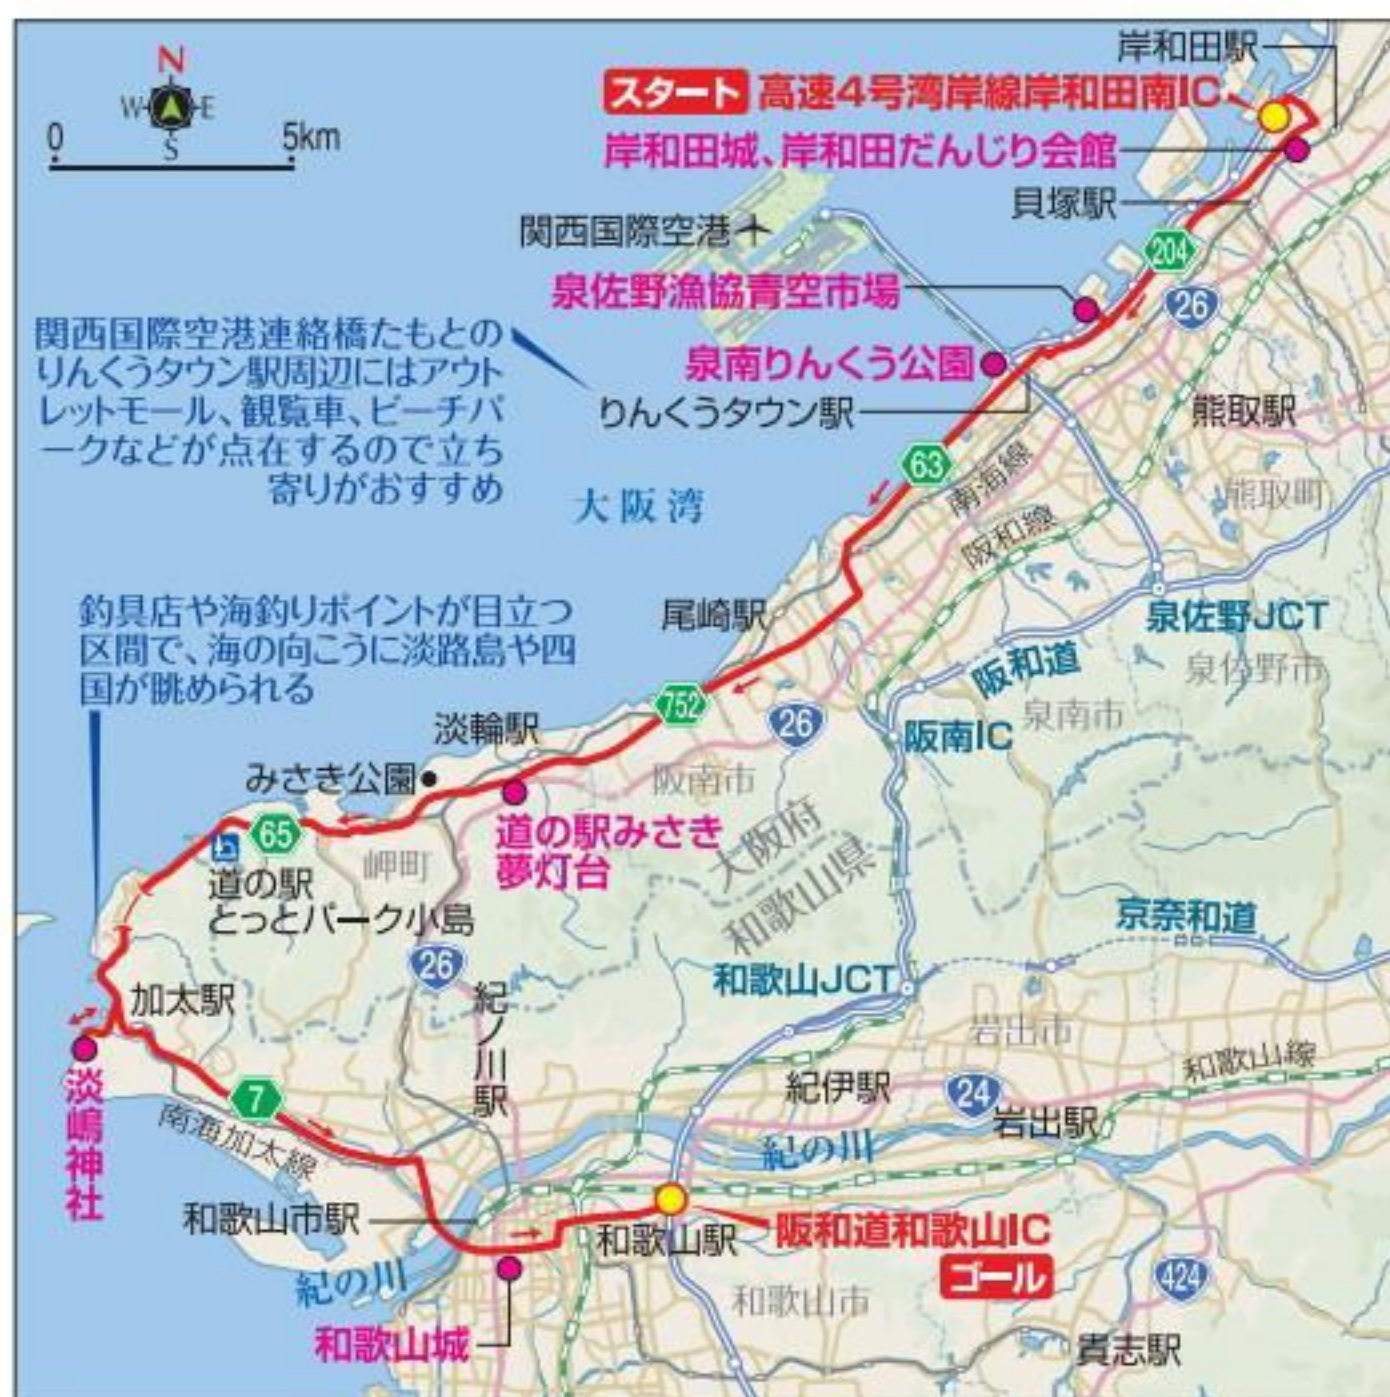 N
W
E
S
0
5km
岸和田駅
スタート 高速4号湾岸線岸和田南IC
岸和田城、岸和田だんじり会館
貝塚駅
関西国際空港
204
泉佐野漁協青空市場
26
関西国際空港連絡橋たもとの
りんくうタウン駅周辺にはアウト
レットモール、観覧車、ビーチパ
ークなどが点在するので立ち
寄りがおすすめ
泉南りんくう公園
りんくうタウン駅
熊取駅
63
南海線
熊取町
大阪湾
阪和線
釣具店や海釣りポイントが目立つ
区間で、海の向こうに淡路島や四
国が眺められる
尾崎駅
泉佐野JCT
阪和道
泉佐野市
752
26
泉南市
阪南IC
淡輪駅
みさき公園
阪南市
65
道の駅みさき
夢灯台
岬町
大阪府
和歌山県
道の駅
とっとパーク小島
京奈和道
26
和歌山JCT
加太駅
紀ノ川駅
岩出市
和歌山線
淡嶋神社
7
紀伊駅
24
岩出駅
南海加太線
紀の川
和歌山市駅
和歌山駅
阪和道和歌山IC
ゴール
紀の川
424
和歌山市
和歌山城
貴志駅